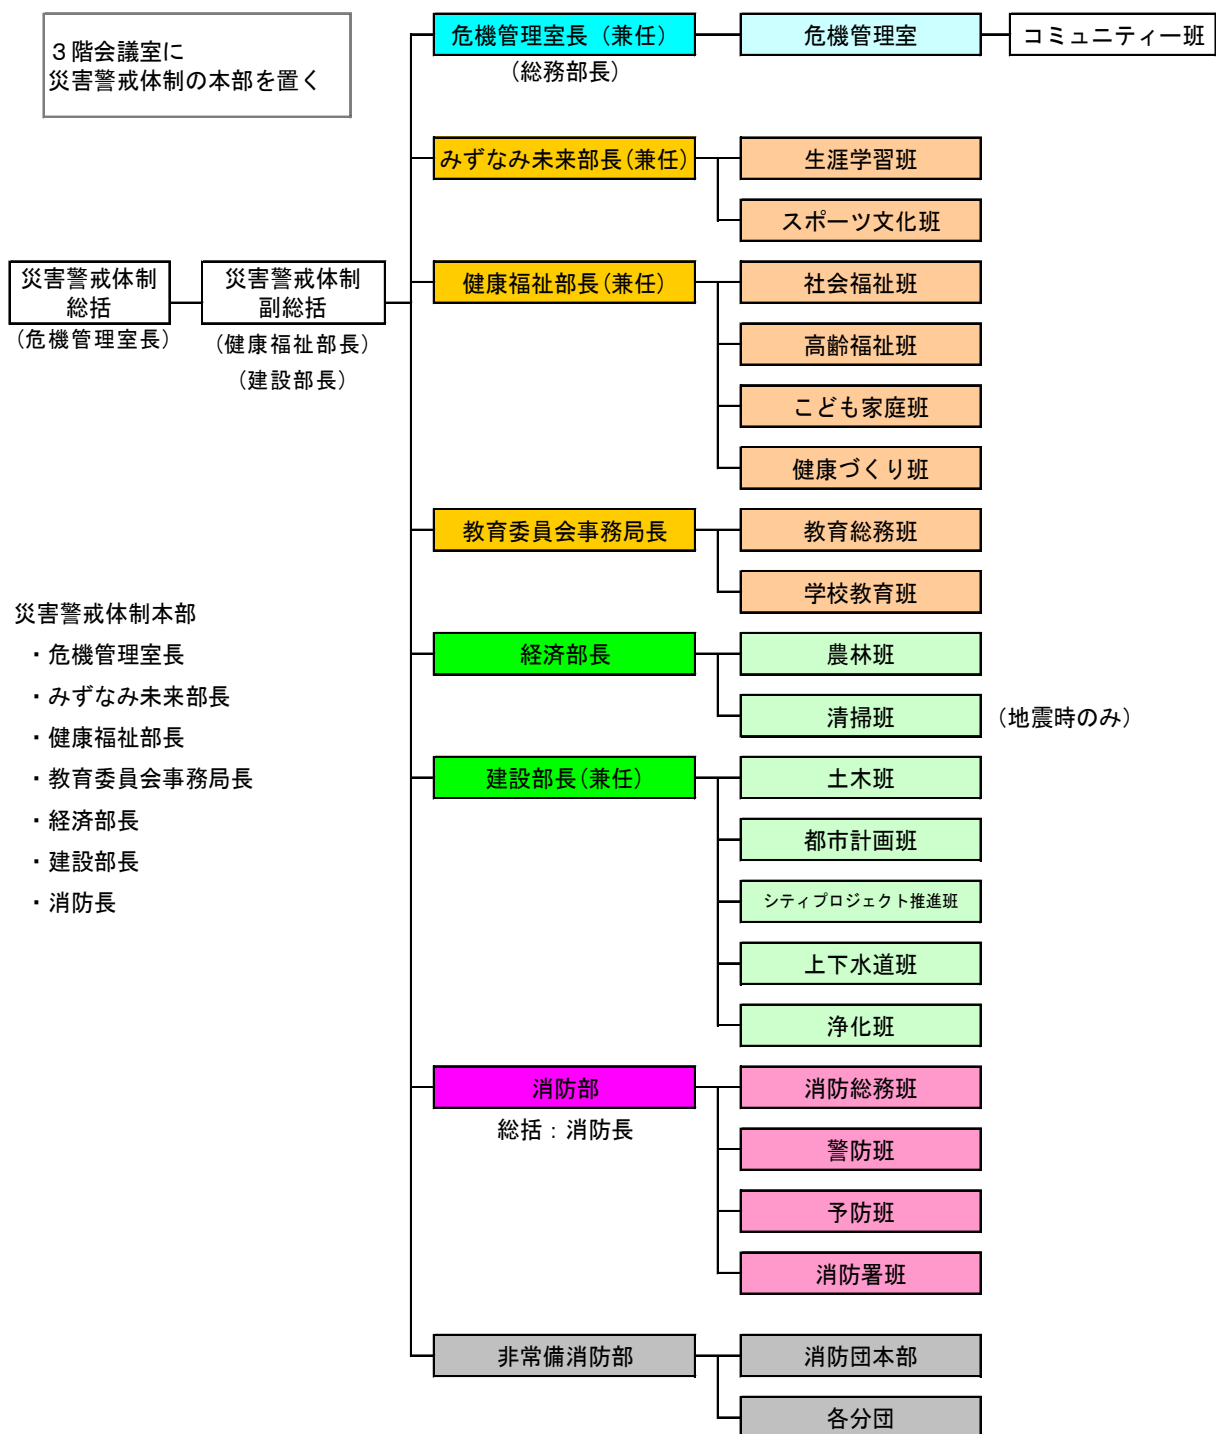 ３階会議室に
災害警戒体制の本部を置く
災害警戒体制
総括
（危機管理室長）
災害警戒体制
副総括
（健康福祉部長）
（建設部長）
危機管理室長（兼任）
（総務部長）
危機管理室
コミュニティー班
みずなみ未来部長（兼任）
生涯学習班
スポーツ文化班
健康福祉部長（兼任）
社会福祉班
高齢福祉班
こども家庭班
健康づくり班
教育委員会事務局長
教育総務班
学校教育班
経済部長
農林班
清掃班
（地震時のみ）
建設部長（兼任）
土木班
都市計画班
シティプロジェクト推進班
上下水道班
浄化班
消防部
総括：消防長
消防総務班
警防班
予防班
消防署班
非常備消防部
消防団本部
各分団
災害警戒体制本部
・危機管理室長
・みずなみ未来部長
・健康福祉部長
・教育委員会事務局長
・経済部長
・建設部長
・消防長